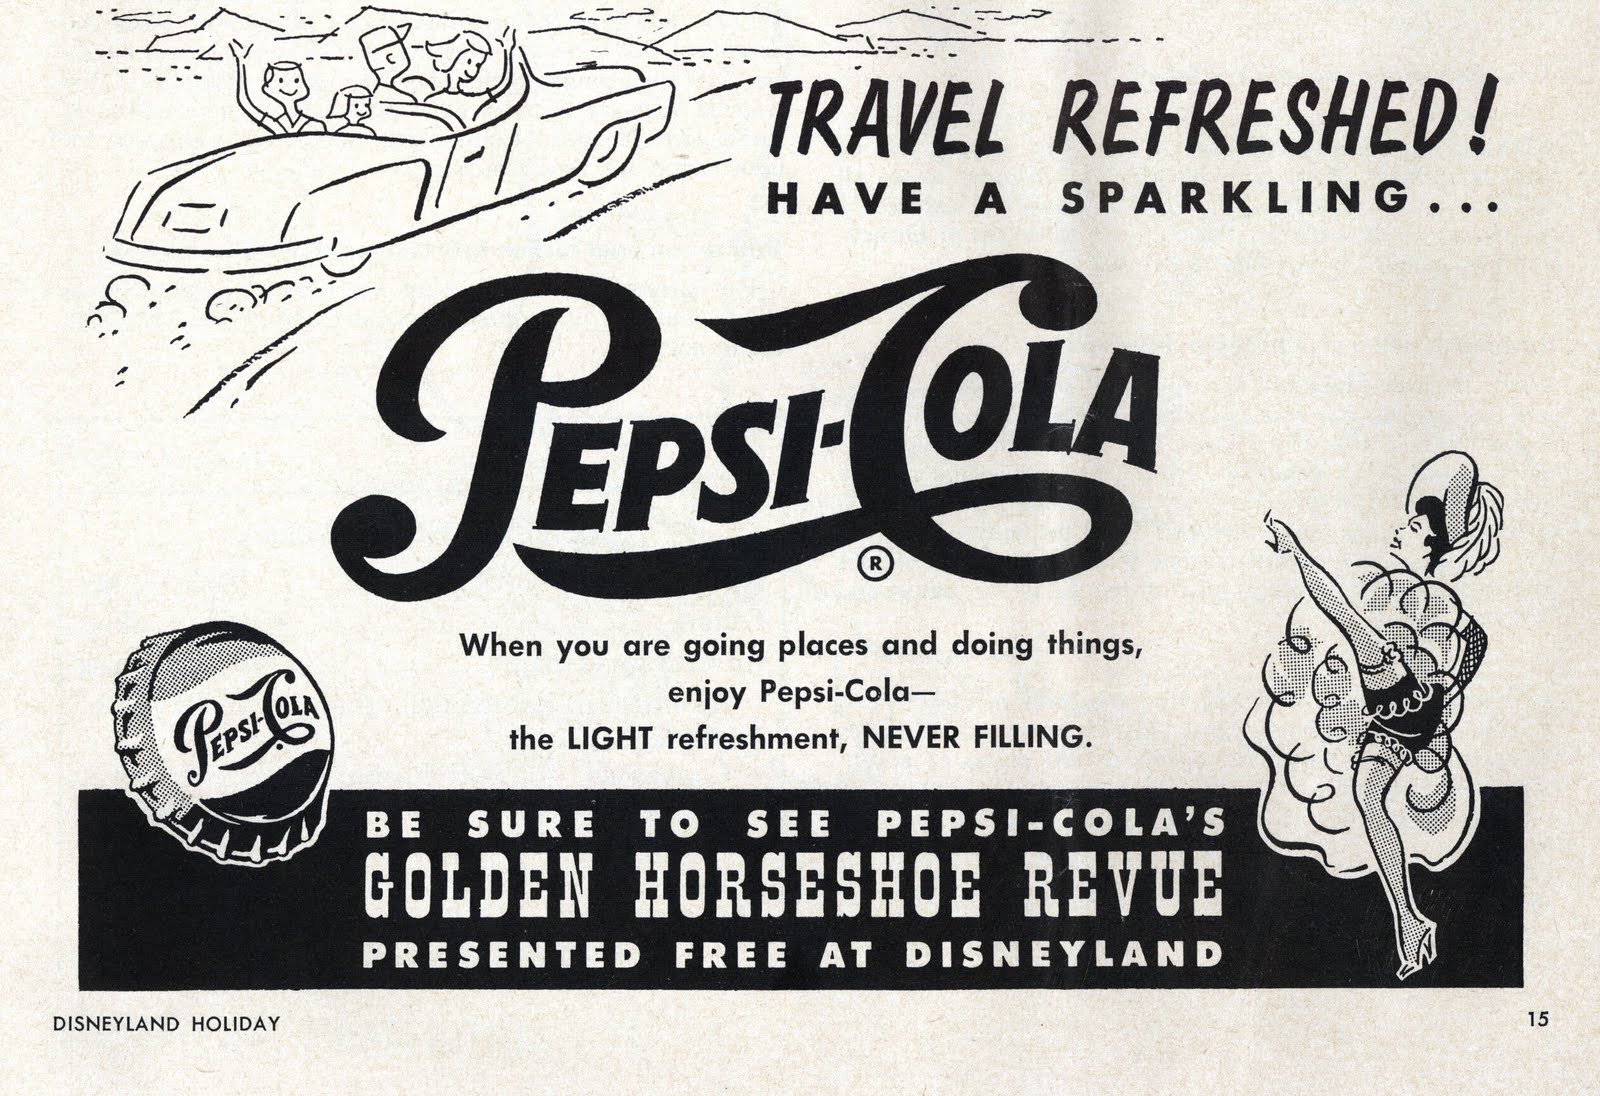 TRAVEL REFRESHED!
HAVE A SPARKLING...
PEPSI-COLA
®
When you are going places and doing things,
enjoy Pepsi-Cola—
the LIGHT refreshment, NEVER FILLING.
PEPSI-COLA
BE SURE TO SEE PEPSI-COLA'S
GOLDEN HORSESHOE REVUE
PRESENTED FREE AT DISNEYLAND
DISNEYLAND HOLIDAY
15